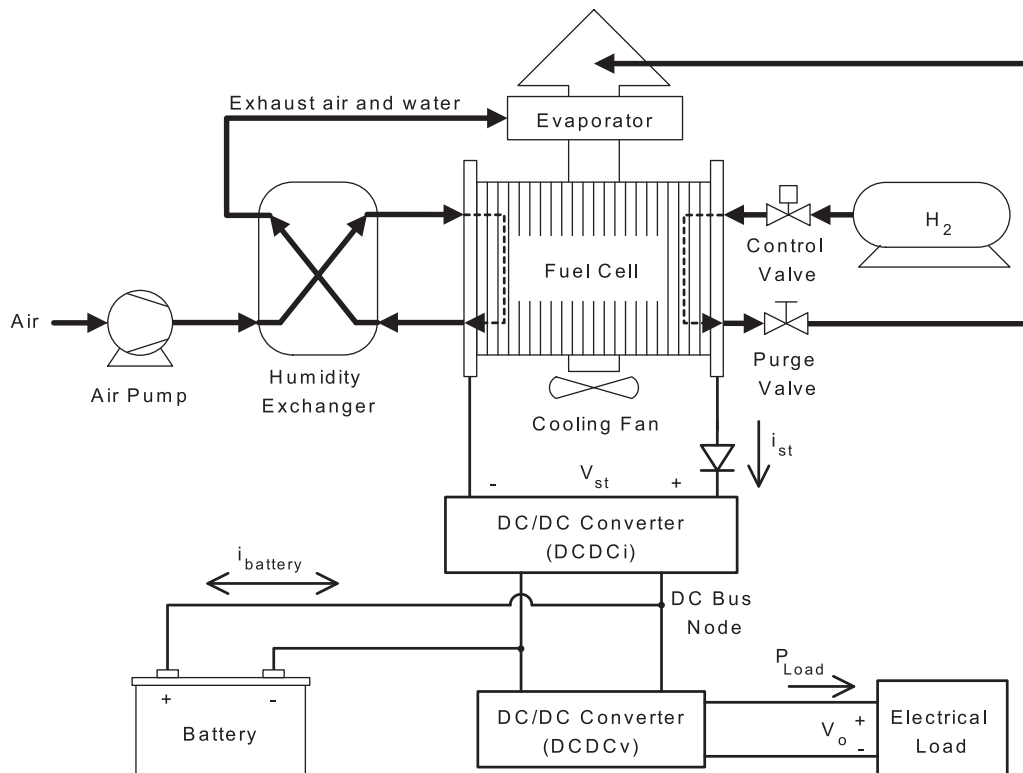 Exhaust air and water
Evaporator
H2
Control
Valve
Fuel Cell
Air
Air Pump
Humidity
Exchanger
Purge
Valve
Cooling Fan
ist
- Vst +
DC/DC Converter
(DCDCi)
ibattery
DC Bus
Node
PLoad
+ -
Battery
DC/DC Converter
(DCDCv)
Vo
+
-
Electrical
Load